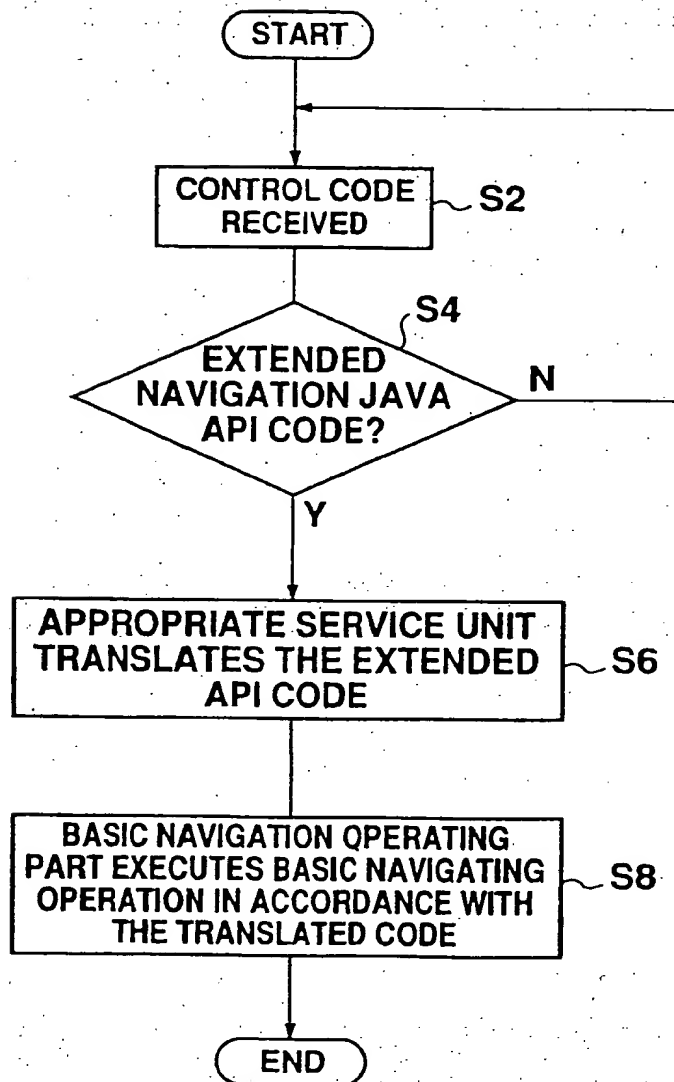 START
CONTROL CODE
RECEIVED
S2
S4
EXTENDED
NAVIGATION JAVA
API CODE?
N
Y
APPROPRIATE SERVICE UNIT
TRANSLATES THE EXTENDED
API CODE
S6
BASIC NAVIGATION OPERATING
PART EXECUTES BASIC NAVIGATING
OPERATION IN ACCORDANCE WITH
THE TRANSLATED CODE
S8
END